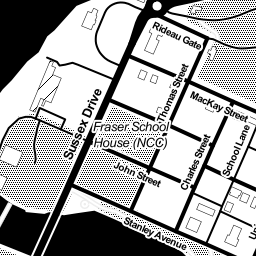 Rideau Gate
Thomas Street
MacKay Street
Sussex Drive
Fraser School
House (NCC)
School Lane
Charles Street
John Street
Stanley Avenue